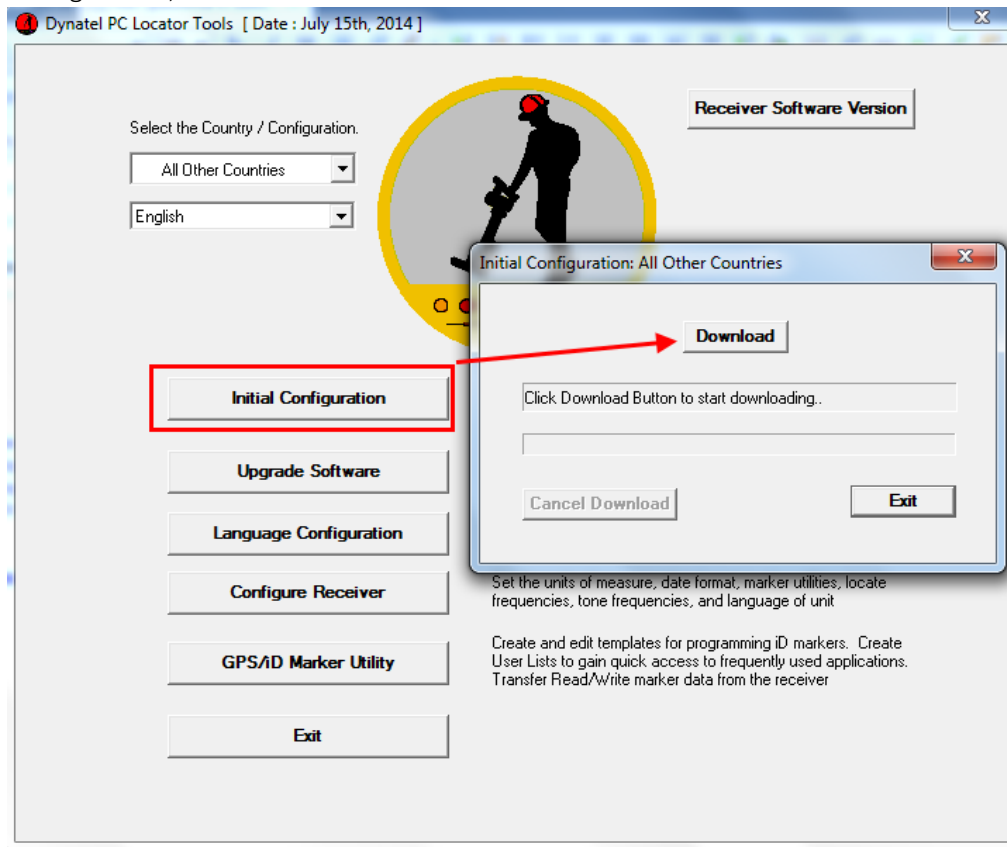 Dynatel PC Locator Tools [ Date : July 15th, 2014 ]
Receiver Software Version
Select the Country / Configuration.
All Other Countries
English
Initial Configuration: All Other Countries
Download
Initial Configuration
Click Download Button to start downloading..
Upgrade Software
Cancel Download
Exit
Language Configuration
Configure Receiver
Set the units of measure, date format, marker utilities, locate
frequencies, tone frequencies, and language of unit
GPS/iD Marker Utility
Create and edit templates for programming iD markers. Create
User Lists to gain quick access to frequently used applications.
Transfer Read/Write marker data from the receiver
Exit